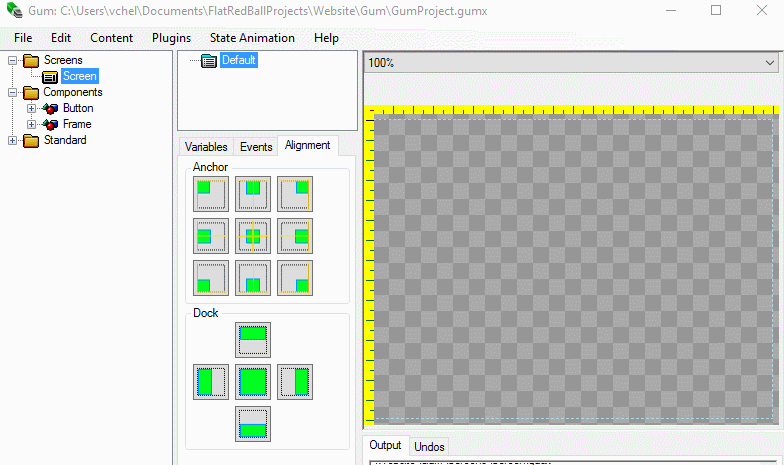 Gum: C:\Users\vchel\Documents\FlatRedBallProjects\Website\Gum\GumProject.gumx
File Edit Content Plugins State Animation Help
Screens
Screen
Components
Button
Frame
Standard
Default
Variables Events Alignment
Anchor
Dock
100%
Output Undos